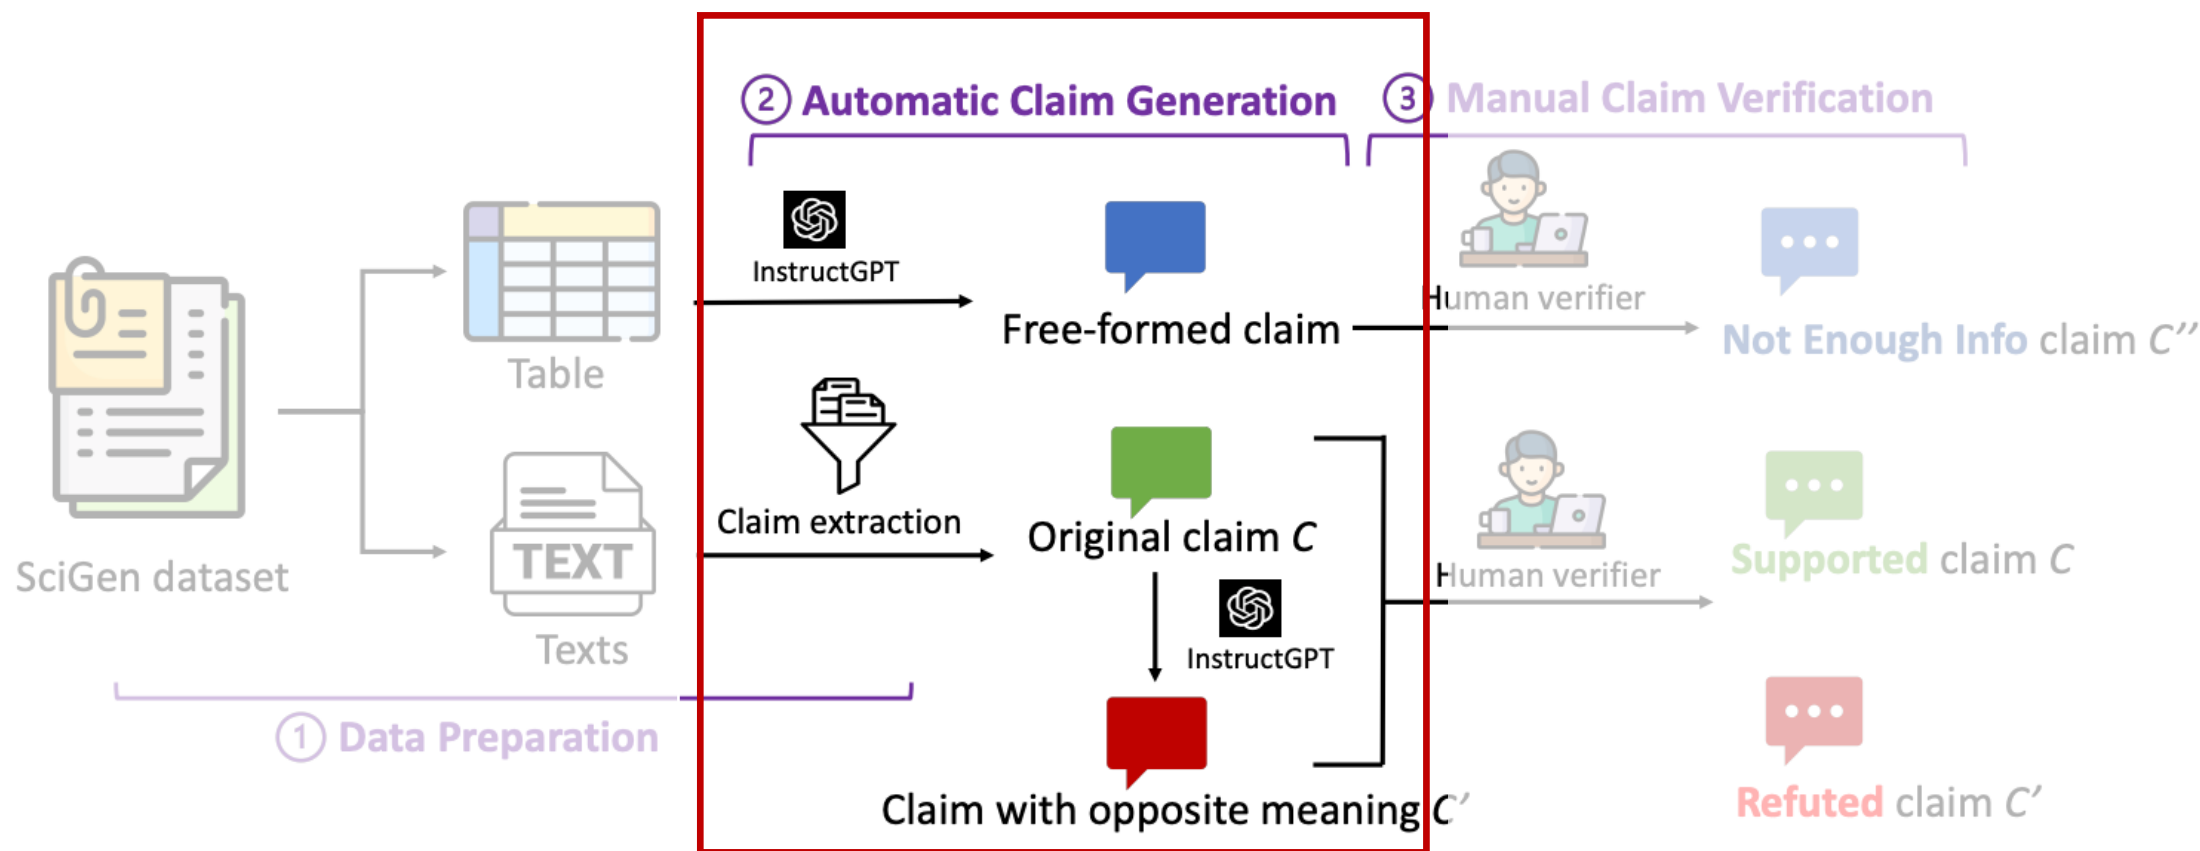 ② Automatic Claim Generation
③ Manual Claim Verification
InstructGPT
Human verifier
Free-formed claim
Not Enough Info claim C’’
Table
SciGen dataset
TEXT
Texts
Claim extraction
Original claim C
Human verifier
Supported claim C
InstructGPT
① Data Preparation
Claim with opposite meaning C’
Refuted claim C’